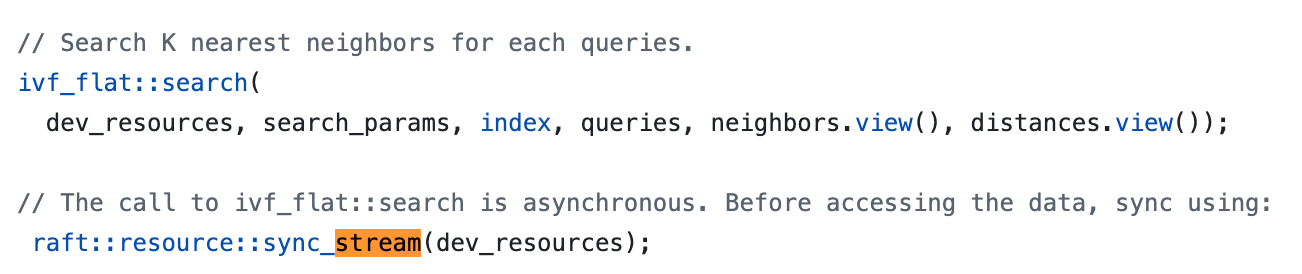 // Search K nearest neighbors for each queries.
ivf_flat::search(
  dev_resources, search_params, index, queries, neighbors.view(), distances.view());

// The call to ivf_flat::search is asynchronous. Before accessing the data, sync using:
 raft::resource::sync_stream(dev_resources);